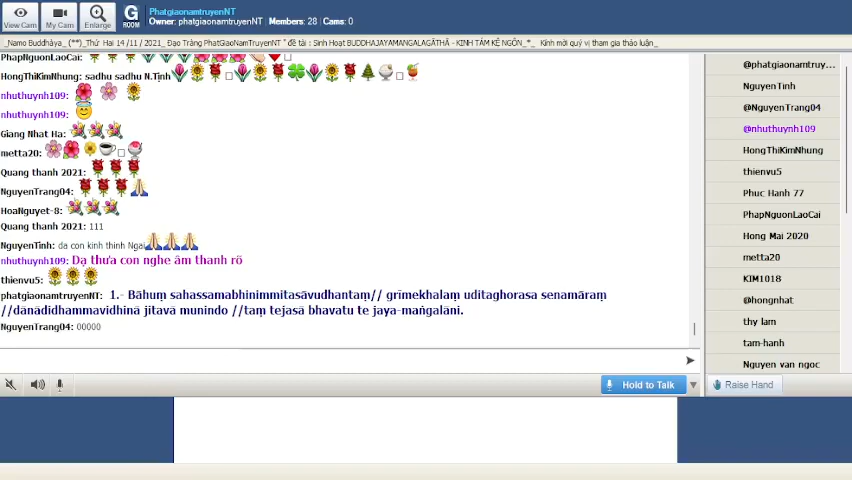 View Cam
My Cam
Enlarge
G
ROOM
PhatgiaonamtruyenNT
Owner: phatgiaonamtruyenNT | Members: 28 | Cams: 0
_Namo Buddhàya_ (**)_Thứ Hai 14 /11 / 2021_ Đạo Tràng PhatGiaoNamTruyenNT " đề tài : Sinh Hoạt BUDDHAJAYAMANGALAGĀTHĀ - KINH TÁM KỆ NGÔN_*_ Kính mời quý vị tham gia thảo luận_
PhapNguonLaoCai:
HongThiKimNhung: sadhu sadhu N.Tịnh
nhuthuynh109:
nhuthuynh109:
Giang Nhat Ha:
metta20:
Quang thanh 2021:
NguyenTrang04:
HoaNguyet-8:
Quang thanh 2021: 111
NguyenTinh: da con kinh thinh Ngai
nhuthuynh109: Dạ thưa con nghe âm thanh rõ
thienvu5:
phatgiaonamtruyenNT: 1.- Bāhuṃ sahassamabhinimmitasāvudhantaṃ// grīmekhalaṃ uditaghorasa senamāraṃ
//dānādidhammavidhinā jitavā munindo //taṃ tejasā bhavatu te jaya-maṅgalāni.
NguyenTrang04: 00000
Hold to Talk
@phatgiaonamtruy...
NguyenTinh
@NguyenTrang04
@nhuthuynh109
HongThiKimNhung
thienvu5
Phuc Hanh 77
PhapNguonLaoCai
Hong Mai 2020
metta20
KIM1018
@hongnhat
thy lam
tam-hanh
Nguyen van ngoc
Raise Hand